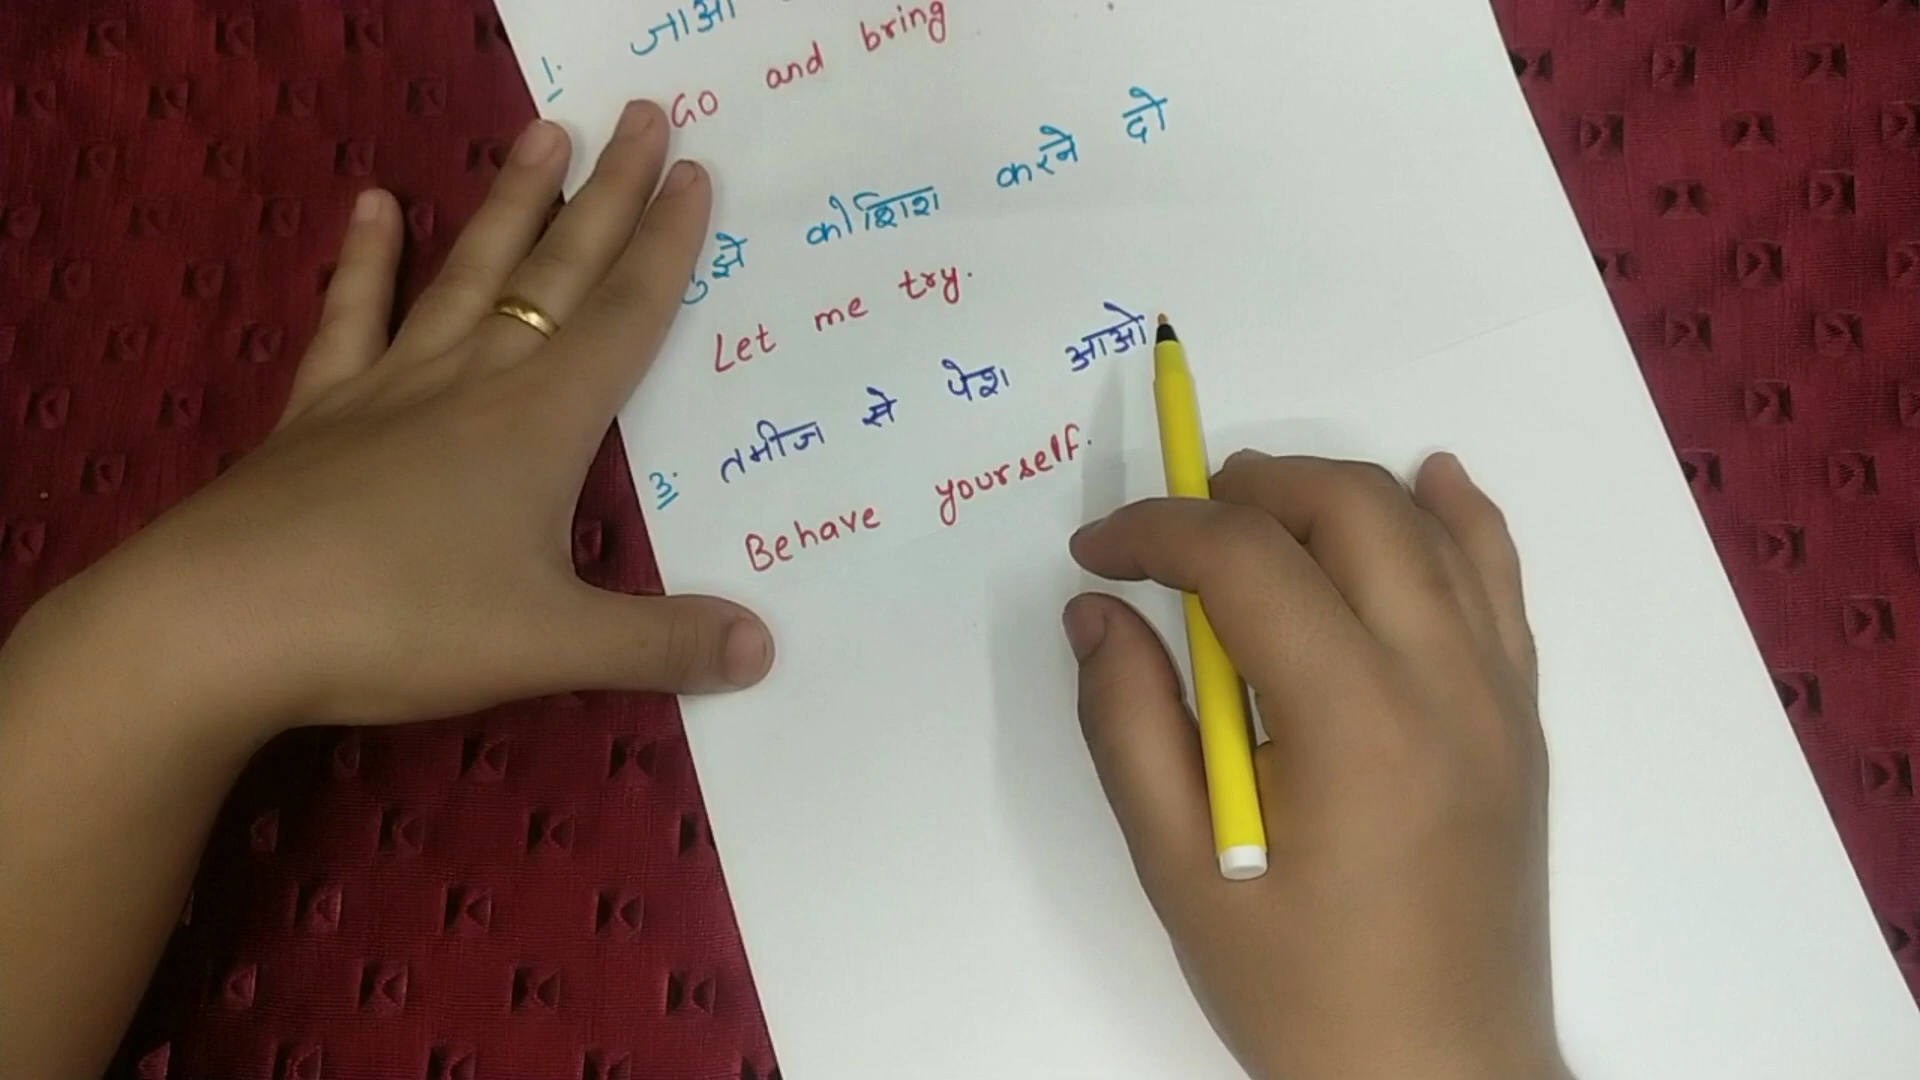 1. जाओ
Go and bring
मुझे कोशिश करने दो
Let me try.
3. तमीज से पेश आओ
Behave yourself.